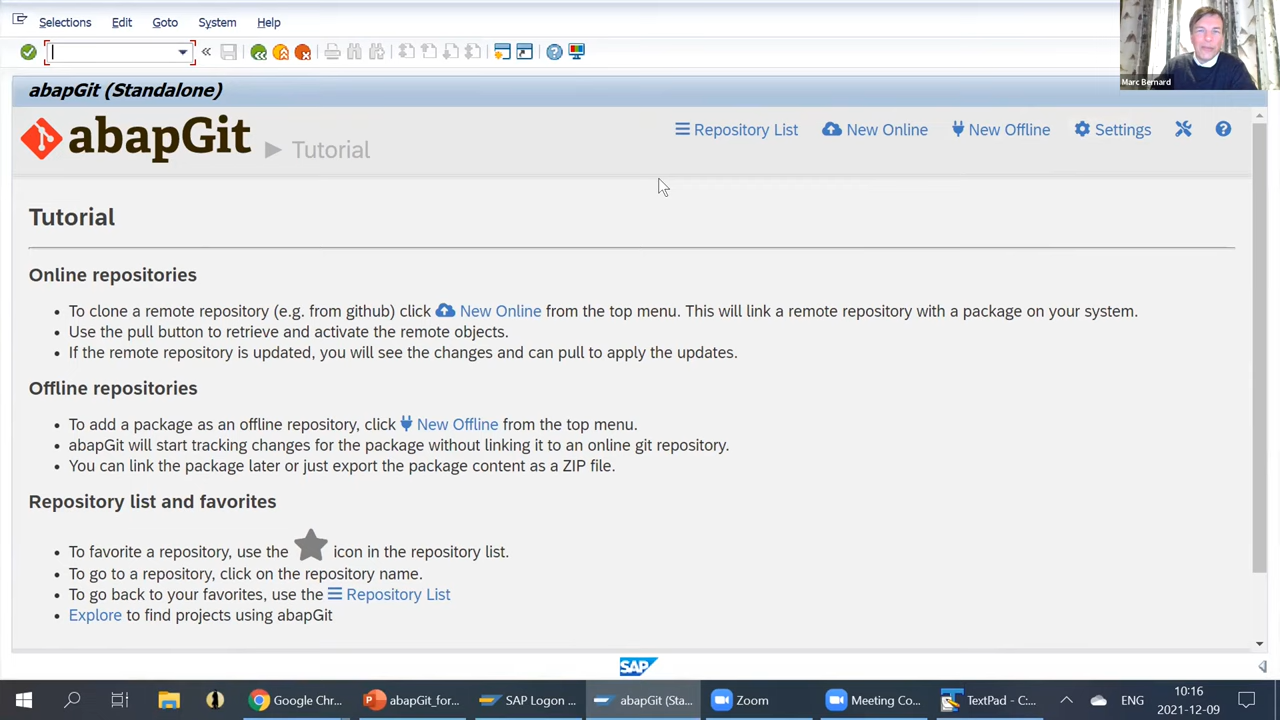 Selections Edit Goto System Help
Marc Bernard
abapGit (Standalone)
abapGit ► Tutorial
Repository List New Online New Offline Settings
Tutorial
Online repositories
• To clone a remote repository (e.g. from github) click New Online from the top menu. This will link a remote repository with a package on your system.
• Use the pull button to retrieve and activate the remote objects.
• If the remote repository is updated, you will see the changes and can pull to apply the updates.
Offline repositories
• To add a package as an offline repository, click New Offline from the top menu.
• abapGit will start tracking changes for the package without linking it to an online git repository.
• You can link the package later or just export the package content as a ZIP file.
Repository list and favorites
• To favorite a repository, use the icon in the repository list.
• To go to a repository, click on the repository name.
• To go back to your favorites, use the Repository List
• Explore to find projects using abapGit
SAP
Google Chr... abapGit_for... SAP Logon ... abapGit (Sta... Zoom Meeting Co... TextPad - C:... ENG 10:16
2021-12-09